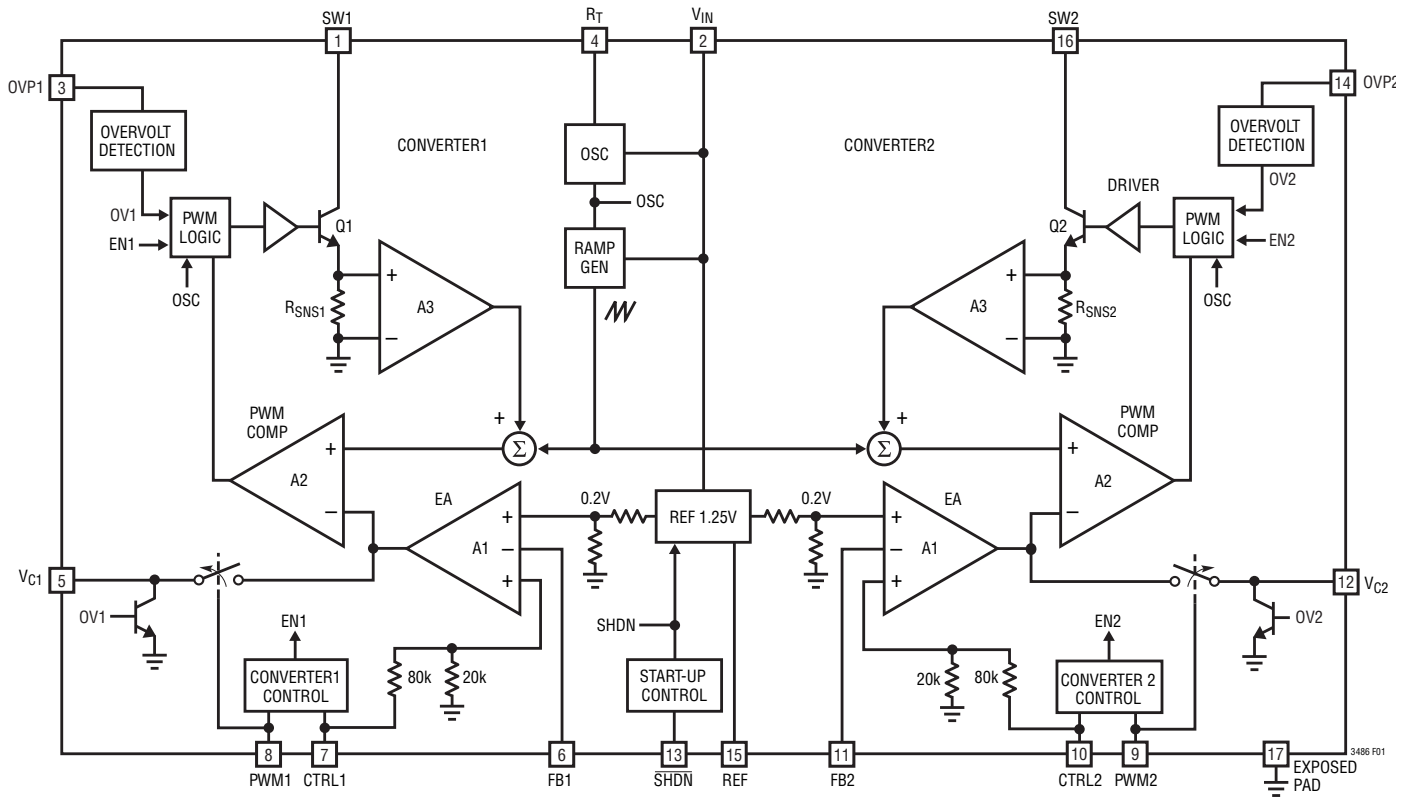 SW1
1
RT
4
VIN
2
SW2
16
OVP1
3
14
OVP2
OVERVOLT
DETECTION
CONVERTER1
OSC
CONVERTER2
OVERVOLT
DETECTION
OV1
EN1
PWM
LOGIC
OSC
Q1
OSC
RAMP
GEN
DRIVER
Q2
PWM
LOGIC
OV2
EN2
OSC
RSNS1
+
A3
−
+
A3
−
RSNS2
PWM
COMP
+
A2
−
+
Σ
+
Σ
PWM
COMP
+
A2
−
EA
+
A1
−
+
0.2V
REF 1.25V
0.2V
EA
+
−
A1
+
VC1
5
OV1
12
VC2
OV2
EN1
CONVERTER1
CONTROL
80k
20k
SHDN
START-UP
CONTROL
20k
80k
EN2
CONVERTER 2
CONTROL
8
PWM1
7
CTRL1
6
FB1
13
SHDN
15
REF
11
FB2
10
CTRL2
9
PWM2
17
EXPOSED
PAD
3486 F01